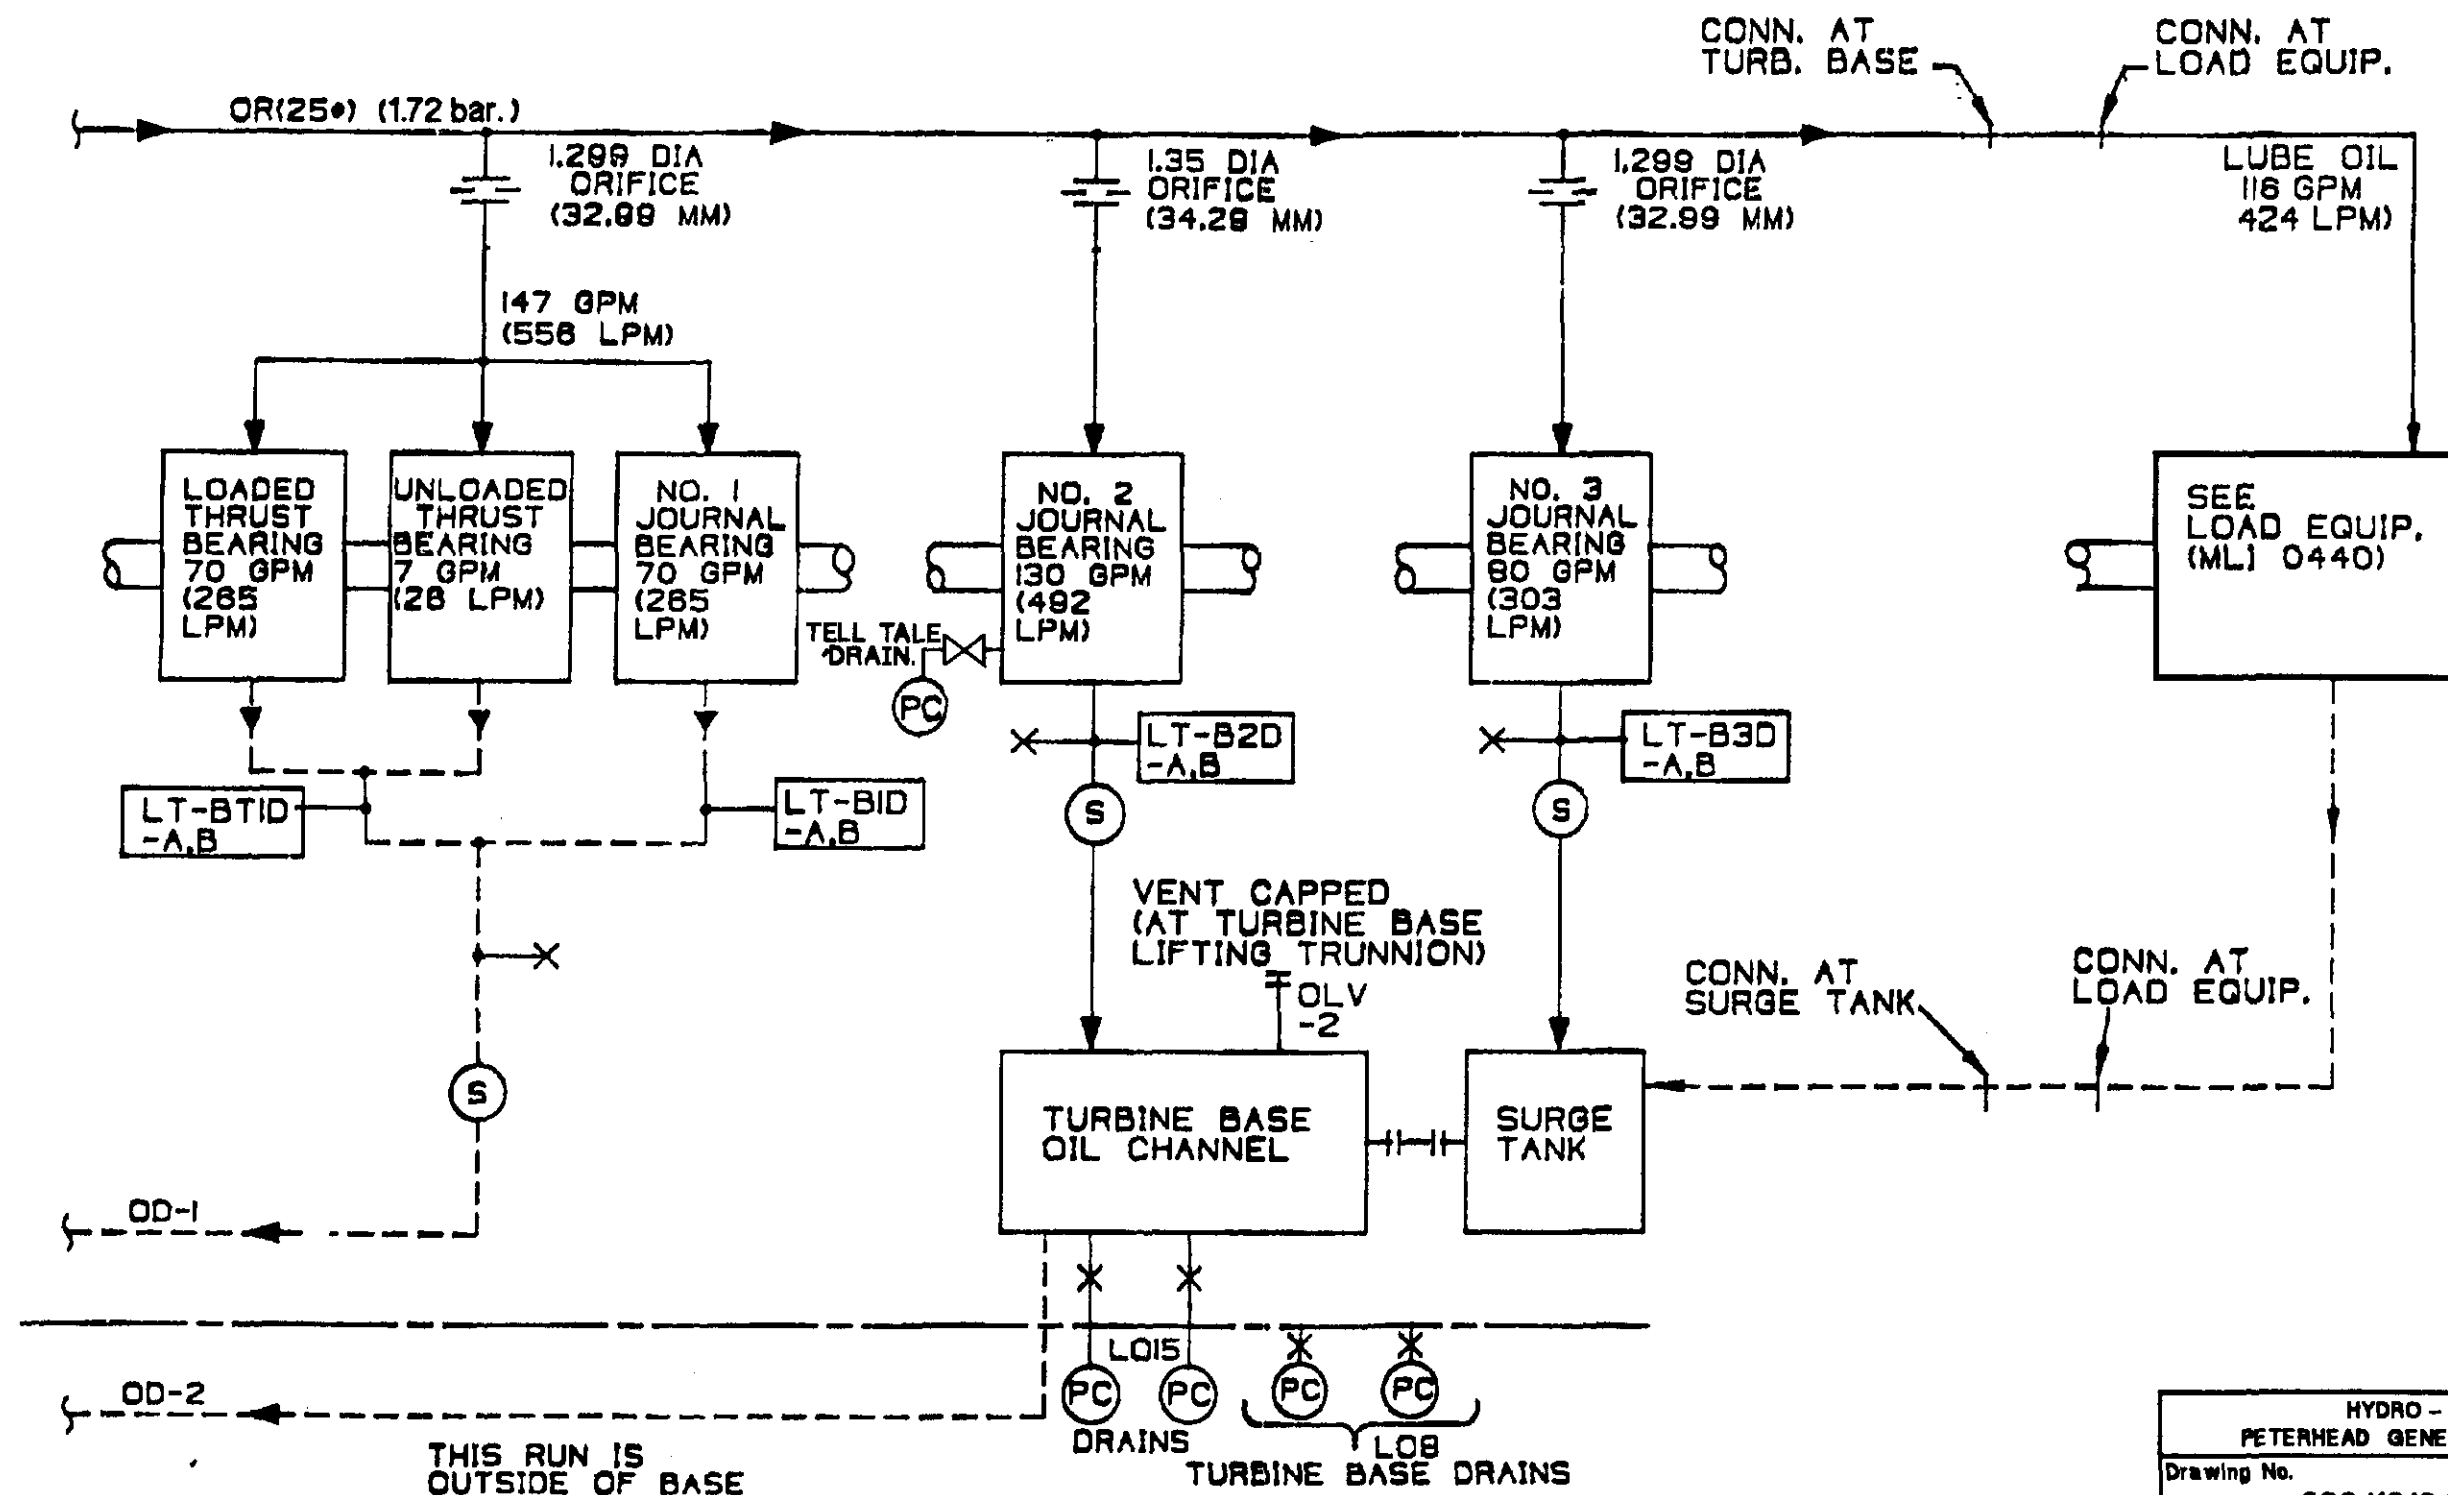 CONN. AT
TURB. BASE
CONN. AT
LOAD EQUIP.
OR(25#) (1.72 bar.)
1.299 DIA
ORIFICE
(32.99 MM)
1.35 DIA
ORIFICE
(34.29 MM)
1.299 DIA
ORIFICE
(32.99 MM)
LUBE OIL
116 GPM
424 LPM)
147 GPM
(556 LPM)
LOADED
THRUST
BEARING
70 GPM
(265
LPM)
UNLOADED
THRUST
BEARING
7 GPM
(26 LPM)
NO. 1
JOURNAL
BEARING
70 GPM
(265
LPM)
NO. 2
JOURNAL
BEARING
130 GPM
(492
LPM)
NO. 3
JOURNAL
BEARING
80 GPM
(303
LPM)
SEE
LOAD EQUIP.
(MLI 0440)
TELL TALE
DRAIN.
PC
LT-BT1D
-A,B
LT-B1D
-A,B
LT-B2D
-A,B
LT-B3D
-A,B
S
S
VENT CAPPED
(AT TURBINE BASE
LIFTING TRUNNION)
OLV
-2
CONN. AT
SURGE TANK
CONN. AT
LOAD EQUIP.
S
TURBINE BASE
OIL CHANNEL
SURGE
TANK
OD-1
LO15
OD-2
PC
PC
PC
PC
DRAINS
LO8
TURBINE BASE DRAINS
THIS RUN IS
OUTSIDE OF BASE
HYDRO -
PETERHEAD GENE
Drawing No.